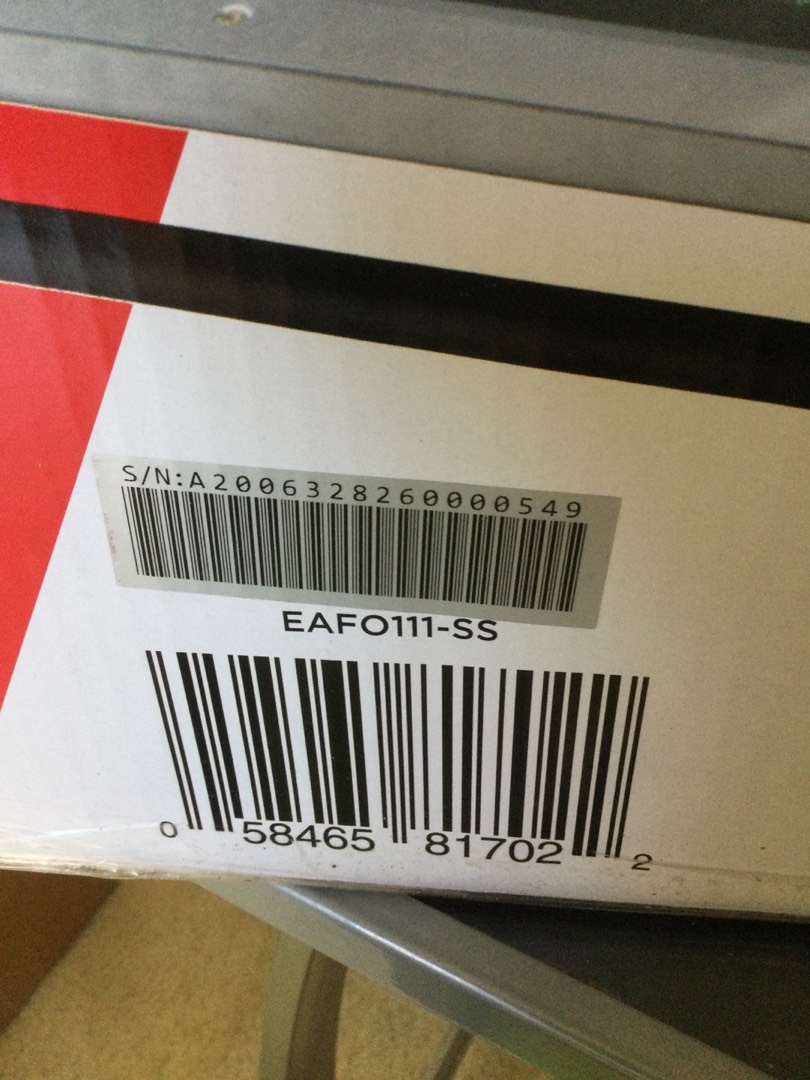 S/N:A2006328260000549
EAFO111-SS
0 58465 81702 2